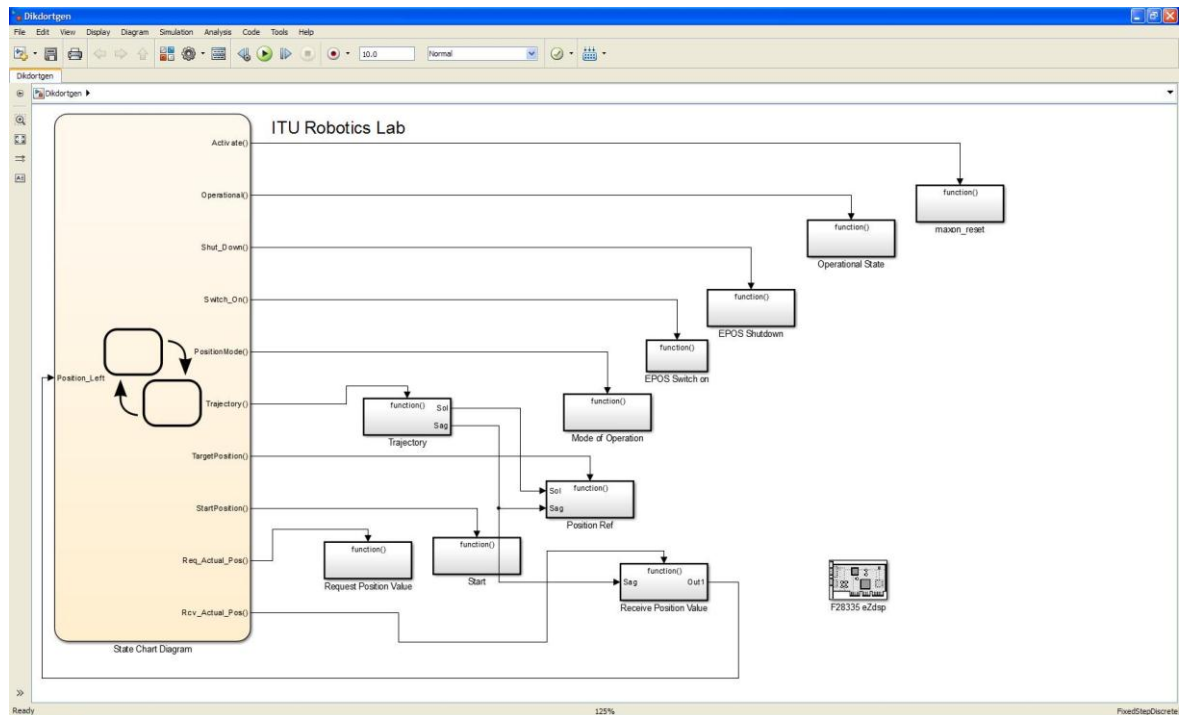 Dikdortgen
File Edit View Display Diagram Simulation Analysis Code Tools Help
10.0 Normal
Dikdortgen
Dikdortgen
ITU Robotics Lab
Activate()
Operational()
Shut_Down()
Switch_On()
PositionMode()
Position_Left
Trajectory()
TargetPosition()
StartPosition()
Req_Actual_Pos()
Rcv_Actual_Pos()
State Chart Diagram
function()
maxon_reset
function()
Operational State
function()
EPOS Shutdown
function()
EPOS Switch on
function()
Mode of Operation
function() Sol
Sag
Trajectory
Sol function()
Sag
Position Ref
function()
Start
function()
Request Position Value
function()
Sag Out1
Receive Position Value
F28335 eZdsp
Ready 125% FixedStepDiscrete